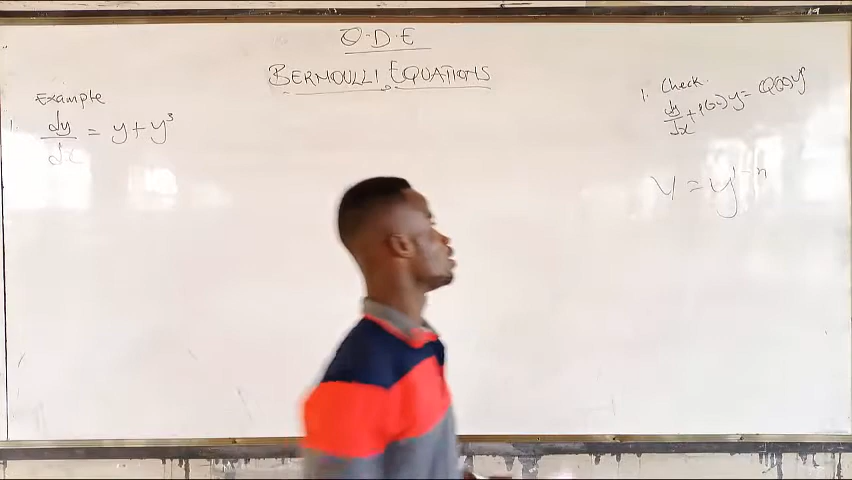 O.D.E
BERNOULLI EQUATIONS
Example
1. dy/dx = y + y³
1. Check.
dy/dx + P(x)y = Q(x)yⁿ
V = y¹⁻ⁿ